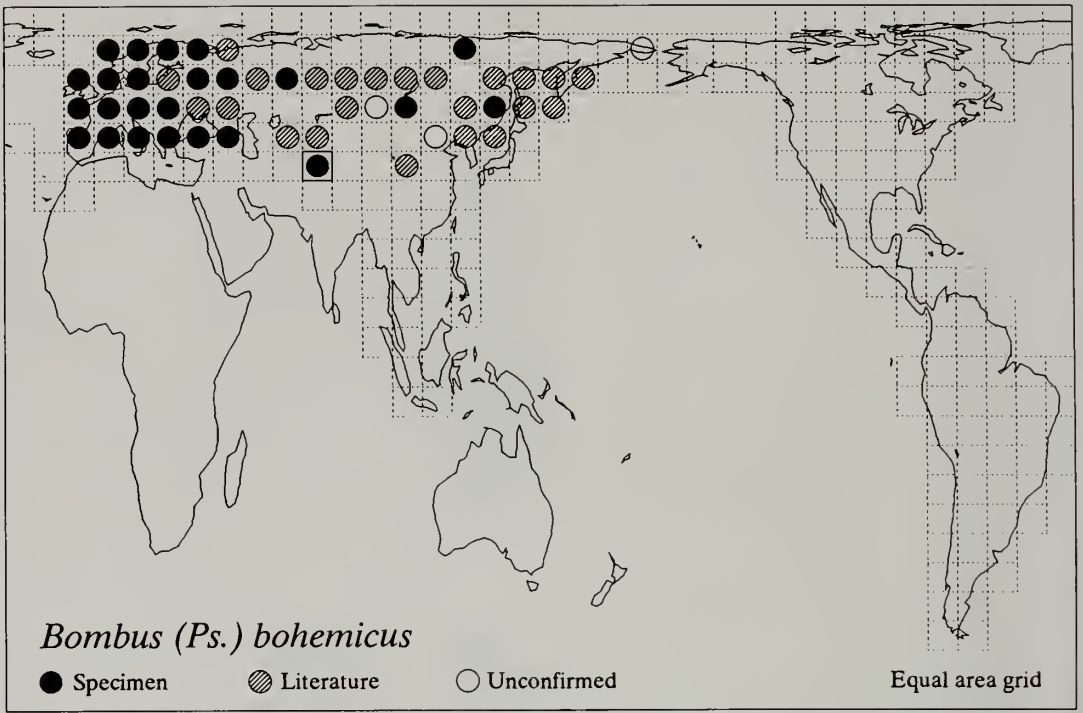 Bombus (Ps.) bohemicus
Specimen Literature Unconfirmed Equal area grid